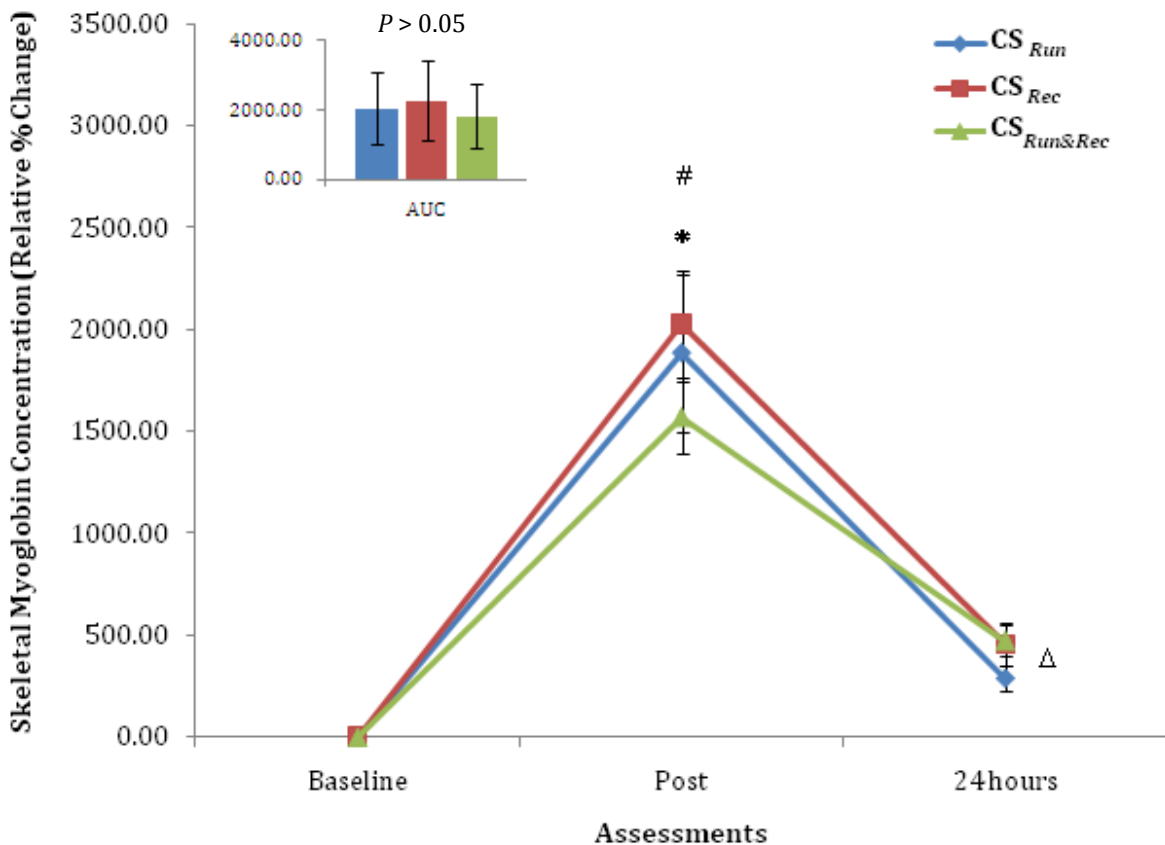 Skeletal Myoglobin Concentration (Relative % Change)
3500.00
3000.00
2500.00
2000.00
1500.00
1000.00
500.00
0.00
P > 0.05
4000.00
2000.00
0.00
AUC
CS Run
CS Rec
CS Run&Rec
#
*
Δ
Baseline Post 24hours
Assessments